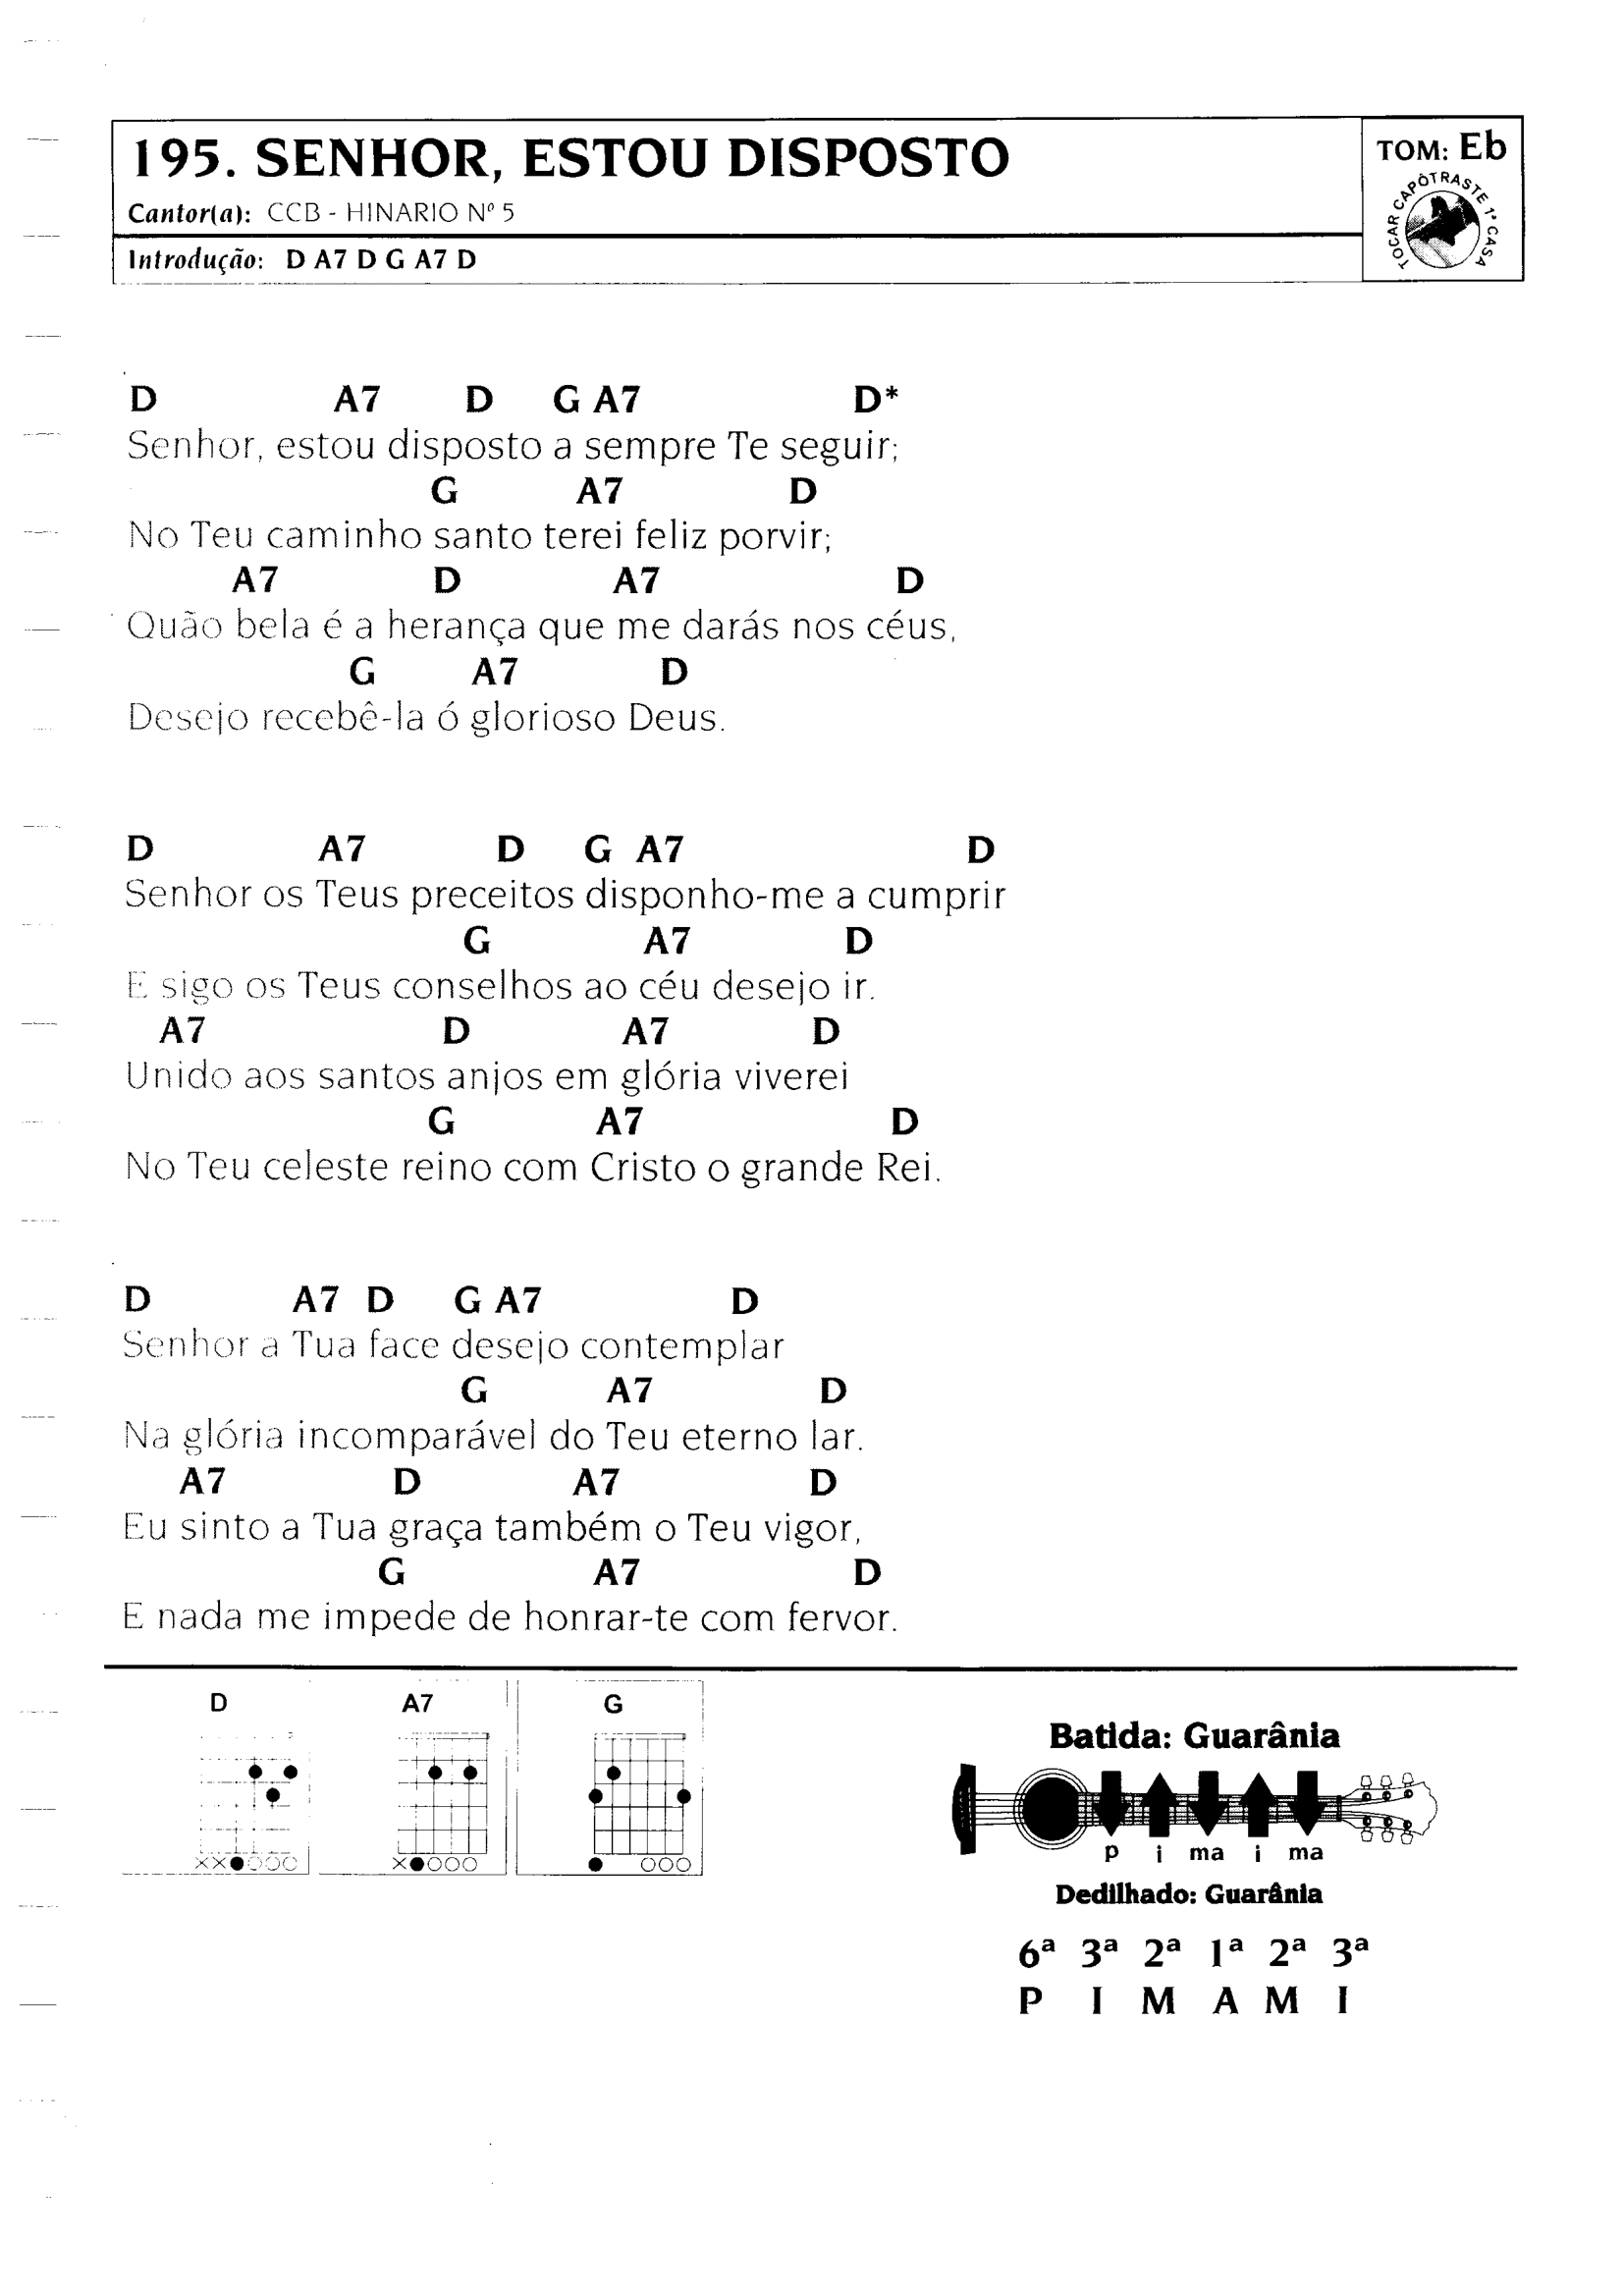 195. SENHOR, ESTOU DISPOSTO
TOM: Eb
Cantor(a): CCB - HINARIO Nº 5
TOCAR CAPÔTRASTE 1ª CASA
Introdução: D A7 D G A7 D
D A7 D G A7 D*
Senhor, estou disposto a sempre Te seguir;
G A7 D
No Teu caminho santo terei feliz porvir;
A7 D A7 D
Quão bela é a herança que me darás nos céus,
G A7 D
Desejo recebê-la ó glorioso Deus.
D A7 D G A7 D
Senhor os Teus preceitos disponho-me a cumprir
G A7 D
E sigo os Teus conselhos ao céu desejo ir.
A7 D A7 D
Unido aos santos anjos em glória viverei
G A7 D
No Teu celeste reino com Cristo o grande Rei.
D A7 D G A7 D
Senhor a Tua face desejo contemplar
G A7 D
Na glória incomparável do Teu eterno lar.
A7 D A7 D
Eu sinto a Tua graça também o Teu vigor,
G A7 D
E nada me impede de honrar-te com fervor.
D A7 G
Batida: Guarânia
p i ma i ma
Dedilhado: Guarânia
6ª 3ª 2ª 1ª 2ª 3ª
P I M A M I